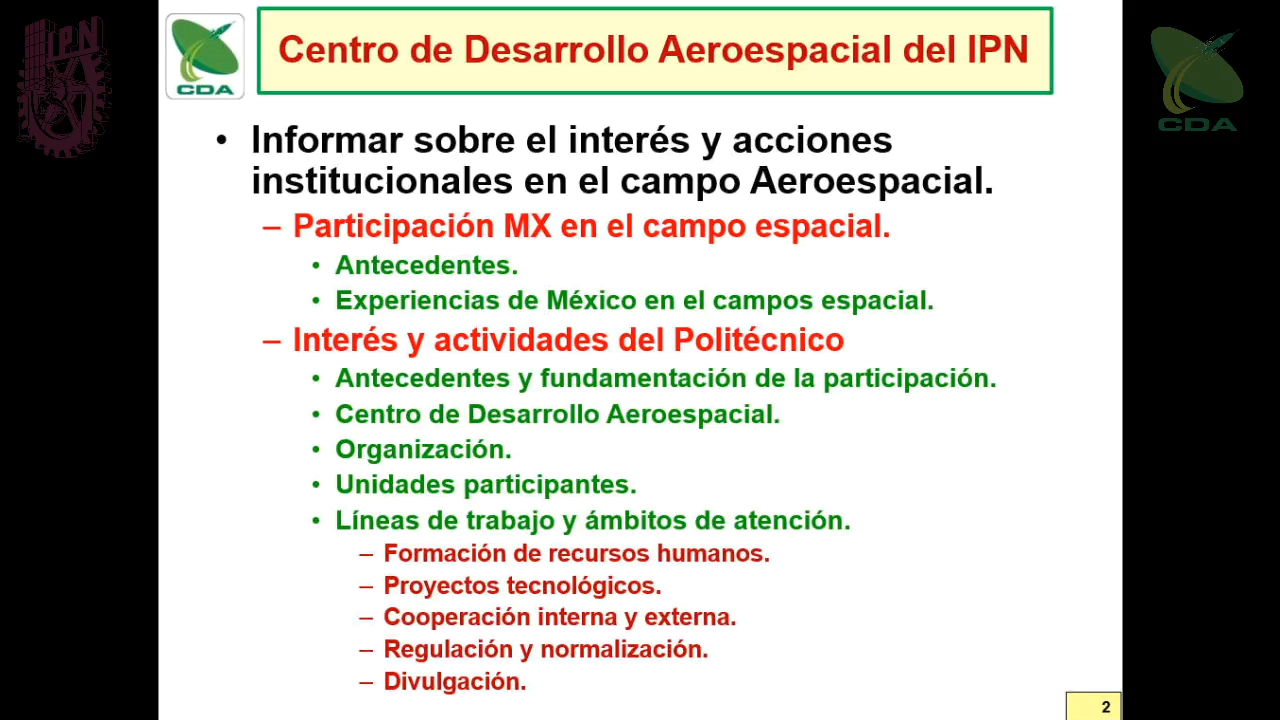 IPN
CDA
Centro de Desarrollo Aeroespacial del IPN
CDA
• Informar sobre el interés y acciones
institucionales en el campo Aeroespacial.
– Participación MX en el campo espacial.
• Antecedentes.
• Experiencias de México en el campos espacial.
– Interés y actividades del Politécnico
• Antecedentes y fundamentación de la participación.
• Centro de Desarrollo Aeroespacial.
• Organización.
• Unidades participantes.
• Líneas de trabajo y ámbitos de atención.
– Formación de recursos humanos.
– Proyectos tecnológicos.
– Cooperación interna y externa.
– Regulación y normalización.
– Divulgación.
2